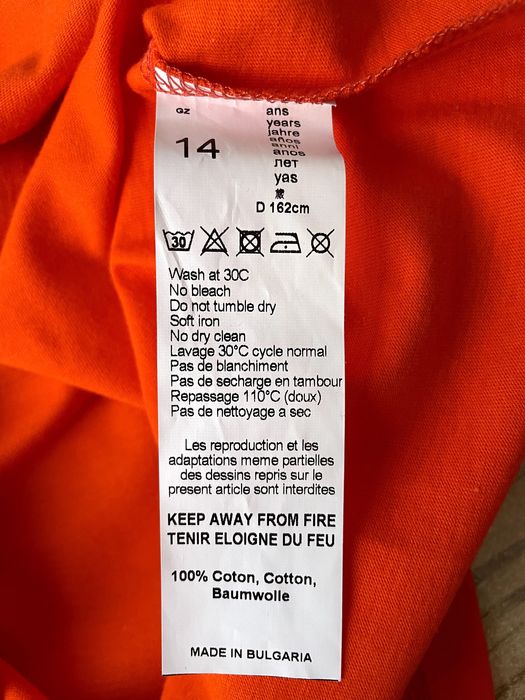 GZ
14
ans
years
jahre
años
anni
anos
лет
yas
歲
D 162cm
30
Wash at 30C
No bleach
Do not tumble dry
Soft iron
No dry clean
Lavage 30°C cycle normal
Pas de blanchiment
Pas de secharge en tambour
Repassage 110°C (doux)
Pas de nettoyage a sec
Les reproduction et les
adaptations meme partielles
des dessins repris sur le
present article sont interdites
KEEP AWAY FROM FIRE
TENIR ELOIGNE DU FEU
100% Coton, Cotton,
Baumwolle
MADE IN BULGARIA